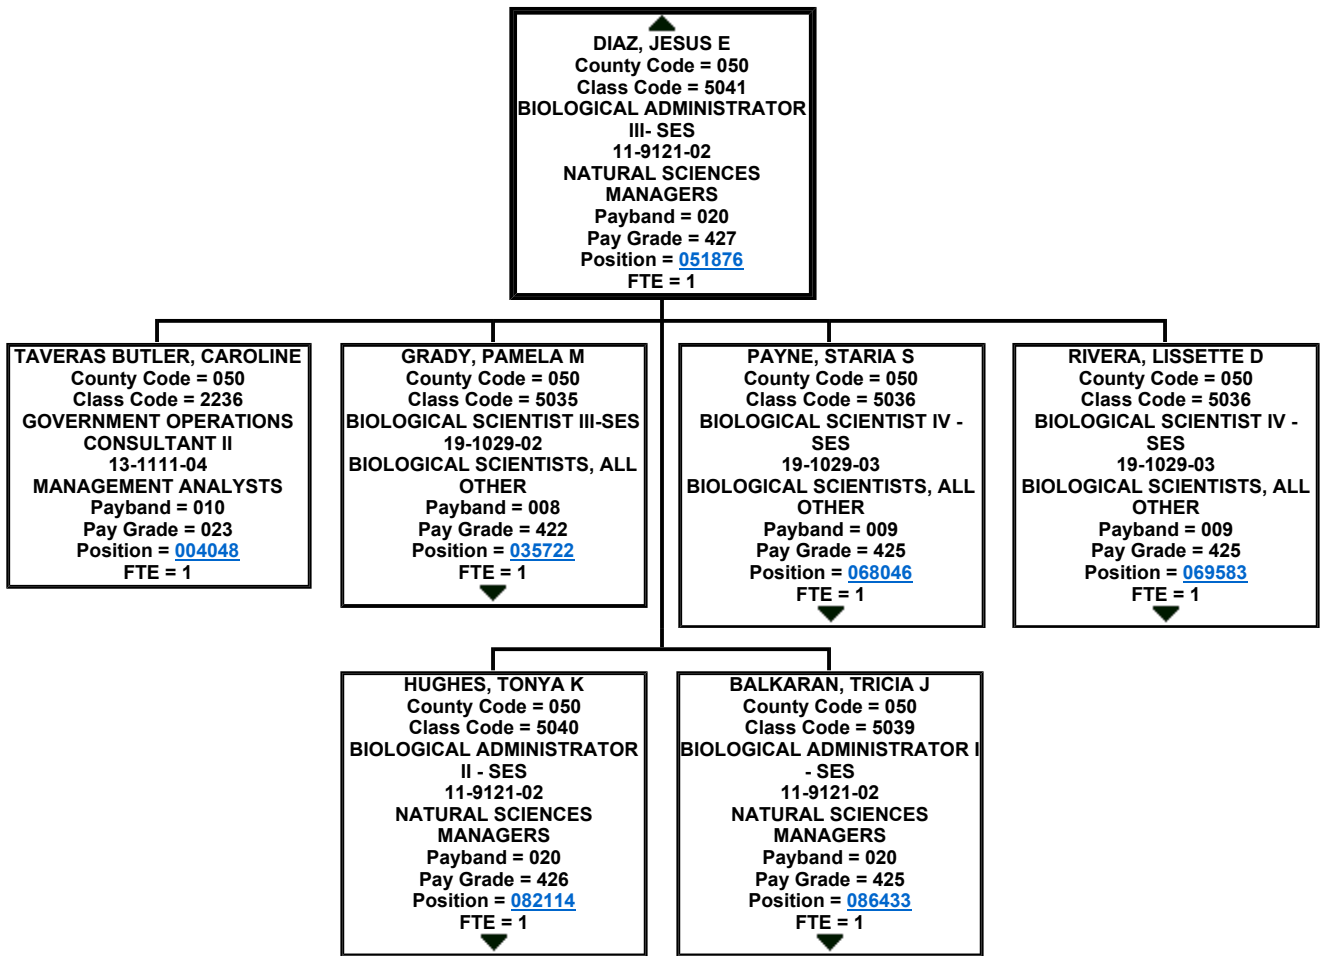 DIAZ, JESUS E
County Code = 050
Class Code = 5041
BIOLOGICAL ADMINISTRATOR
III- SES
11-9121-02
NATURAL SCIENCES
MANAGERS
Payband = 020
Pay Grade = 427
Position = 051876
FTE = 1
TAVERAS BUTLER, CAROLINE
County Code = 050
Class Code = 2236
GOVERNMENT OPERATIONS
CONSULTANT II
13-1111-04
MANAGEMENT ANALYSTS
Payband = 010
Pay Grade = 023
Position = 004048
FTE = 1
GRADY, PAMELA M
County Code = 050
Class Code = 5035
BIOLOGICAL SCIENTIST III-SES
19-1029-02
BIOLOGICAL SCIENTISTS, ALL
OTHER
Payband = 008
Pay Grade = 422
Position = 035722
FTE = 1
PAYNE, STARIA S
County Code = 050
Class Code = 5036
BIOLOGICAL SCIENTIST IV -
SES
19-1029-03
BIOLOGICAL SCIENTISTS, ALL
OTHER
Payband = 009
Pay Grade = 425
Position = 068046
FTE = 1
RIVERA, LISSETTE D
County Code = 050
Class Code = 5036
BIOLOGICAL SCIENTIST IV -
SES
19-1029-03
BIOLOGICAL SCIENTISTS, ALL
OTHER
Payband = 009
Pay Grade = 425
Position = 069583
FTE = 1
HUGHES, TONYA K
County Code = 050
Class Code = 5040
BIOLOGICAL ADMINISTRATOR
II - SES
11-9121-02
NATURAL SCIENCES
MANAGERS
Payband = 020
Pay Grade = 426
Position = 082114
FTE = 1
BALKARAN, TRICIA J
County Code = 050
Class Code = 5039
BIOLOGICAL ADMINISTRATOR I
- SES
11-9121-02
NATURAL SCIENCES
MANAGERS
Payband = 020
Pay Grade = 425
Position = 086433
FTE = 1